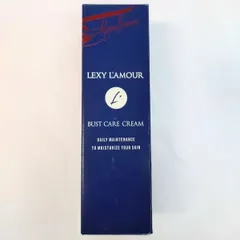 LEXY L'AMOUR
L
BUST CARE CREAM
DAILY MAINTENANCE
TO MOISTURIZE YOUR SKIN